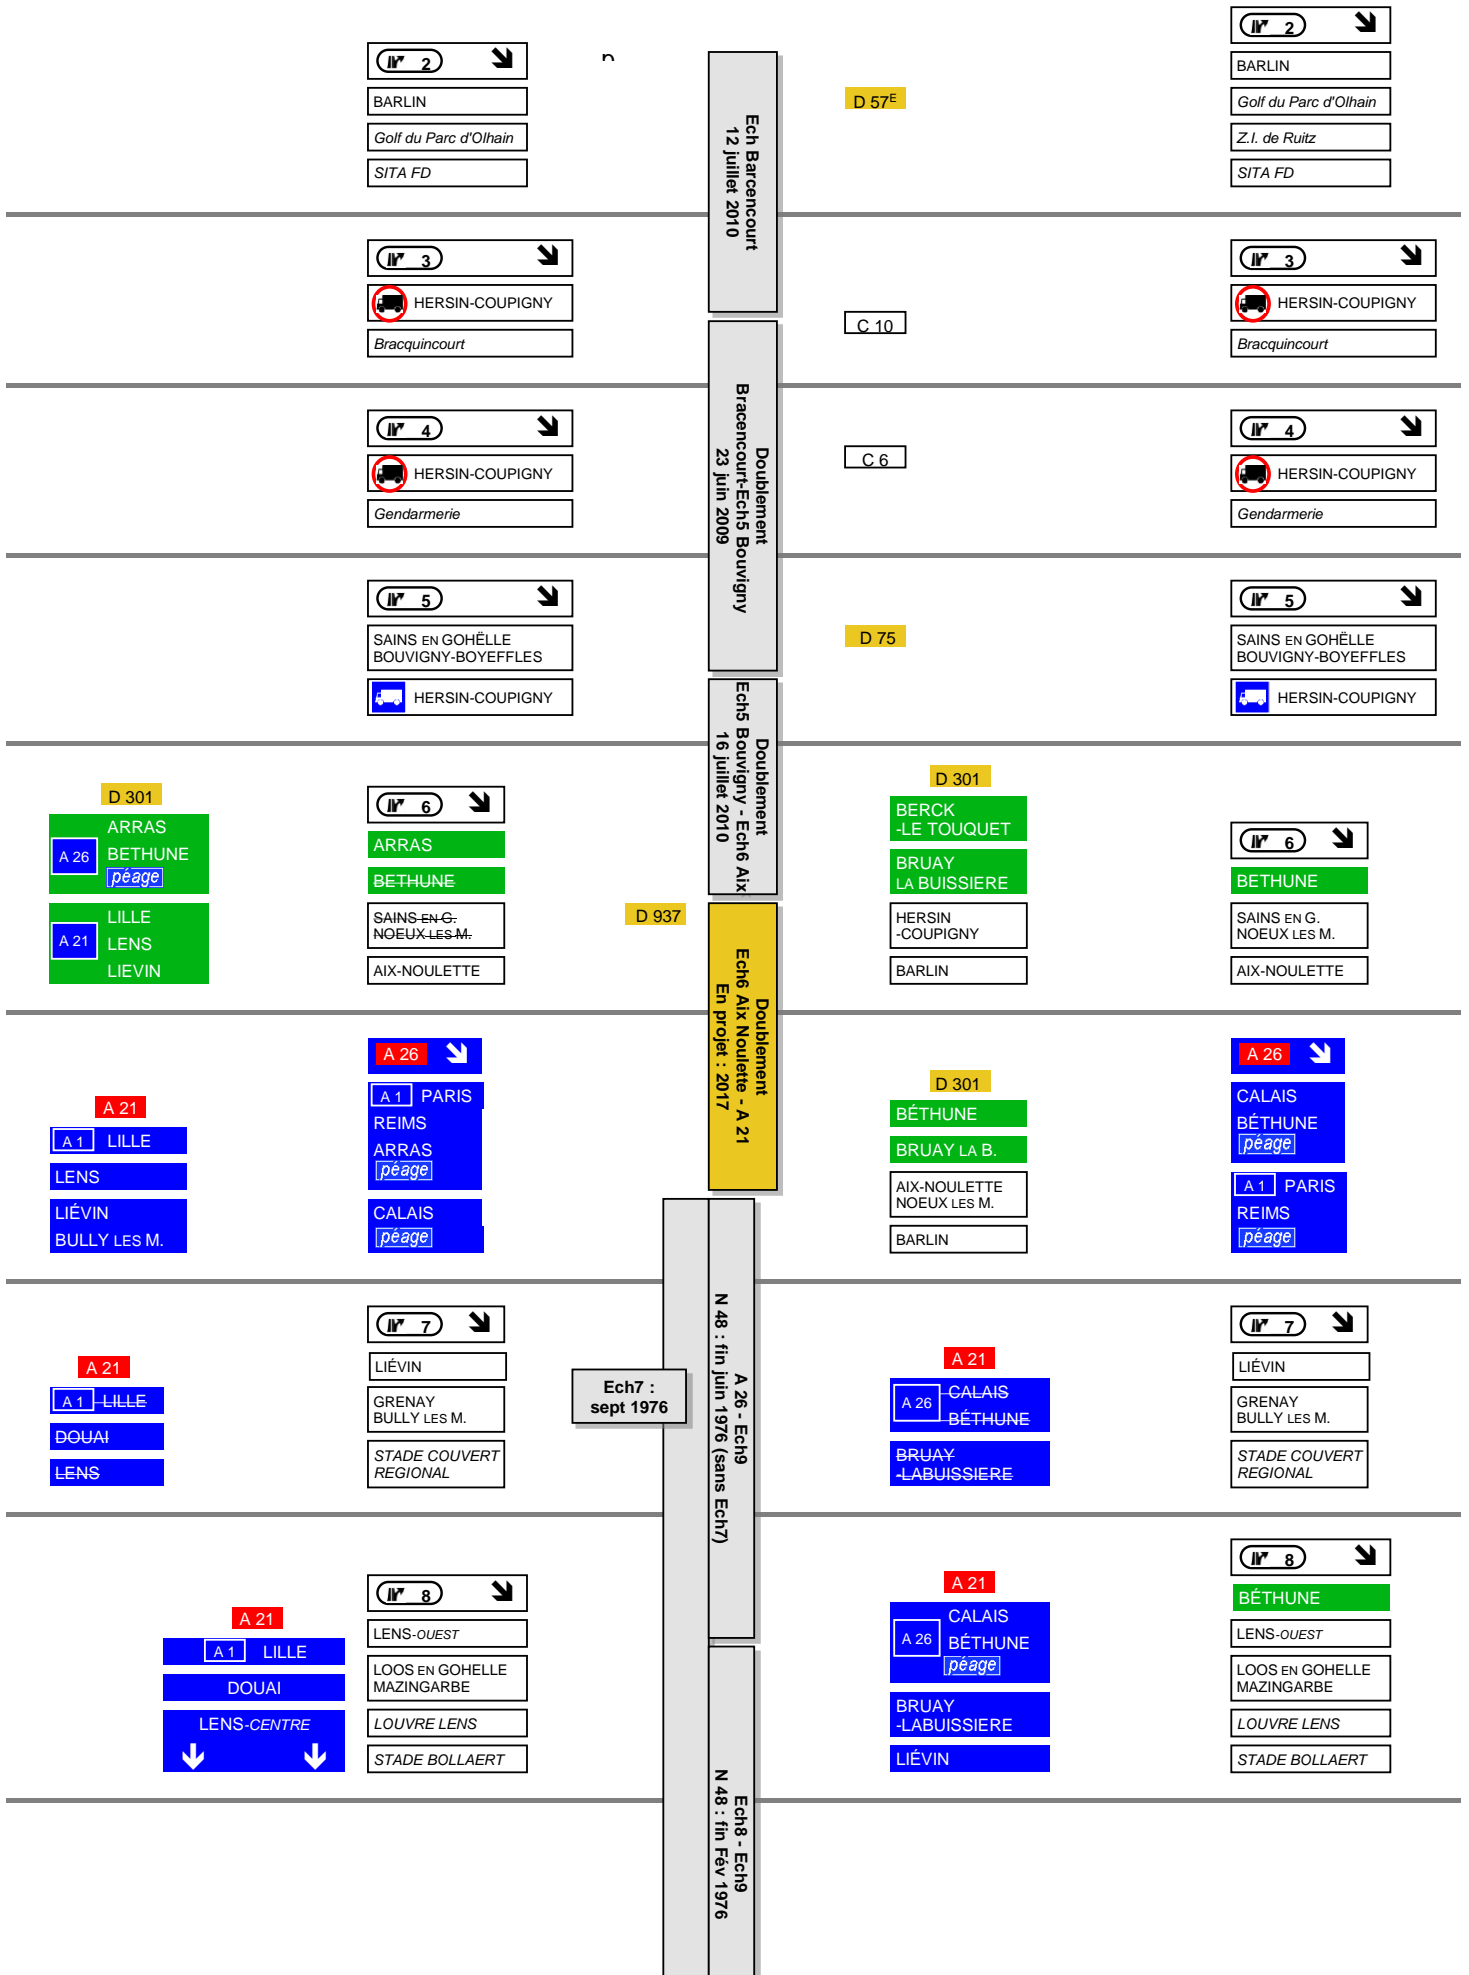 2
BARLIN
Golf du Parc d'Olhain
SITA FD
Ech Barcencourt
12 juillet 2010
D 57E
2
BARLIN
Golf du Parc d'Olhain
Z.I. de Ruitz
SITA FD
3
HERSIN-COUPIGNY
Bracquincourt
C 10
3
HERSIN-COUPIGNY
Bracquincourt
4
HERSIN-COUPIGNY
Gendarmerie
Doublement
Bracencourt-Ech5 Bouvigny
23 juin 2009
C 6
4
HERSIN-COUPIGNY
Gendarmerie
5
SAINS EN GOHËLLE
BOUVIGNY-BOYEFFLES
HERSIN-COUPIGNY
D 75
5
SAINS EN GOHËLLE
BOUVIGNY-BOYEFFLES
HERSIN-COUPIGNY
Doublement
Ech5 Bouvigny - Ech6 Aix
16 juillet 2010
D 301
A 26
ARRAS
BETHUNE
péage
A 21
LILLE
LENS
LIEVIN
6
ARRAS
BETHUNE
SAINS EN G.
NOEUX LES M.
AIX-NOULETTE
D 937
D 301
BERCK
-LE TOUQUET
BRUAY
LA BUISSIERE
HERSIN
-COUPIGNY
BARLIN
6
BETHUNE
SAINS EN G.
NOEUX LES M.
AIX-NOULETTE
Doublement
Ech6 Aix Noulette - A 21
En projet : 2017
A 21
A 1 LILLE
LENS
LIÉVIN
BULLY LES M.
A 26
A 1 PARIS
REIMS
ARRAS
péage
CALAIS
péage
D 301
BÉTHUNE
BRUAY LA B.
AIX-NOULETTE
NOEUX LES M.
BARLIN
A 26
CALAIS
BÉTHUNE
péage
A 1 PARIS
REIMS
péage
A 21
A 1 LILLE
DOUAI
LENS
7
LIÉVIN
GRENAY
BULLY LES M.
STADE COUVERT
REGIONAL
Ech7 :
sept 1976
A 26 - Ech9
N 48 : fin juin 1976 (sans Ech7)
A 21
A 26
CALAIS
BÉTHUNE
BRUAY
-LABUISSIERE
7
LIÉVIN
GRENAY
BULLY LES M.
STADE COUVERT
REGIONAL
A 21
A 1 LILLE
DOUAI
LENS-CENTRE
8
LENS-OUEST
LOOS EN GOHELLE
MAZINGARBE
LOUVRE LENS
STADE BOLLAERT
A 21
A 26
CALAIS
BÉTHUNE
péage
BRUAY
-LABUISSIERE
LIÉVIN
8
BÉTHUNE
LENS-OUEST
LOOS EN GOHELLE
MAZINGARBE
LOUVRE LENS
STADE BOLLAERT
Ech8 - Ech9
N 48 : fin Fév 1976